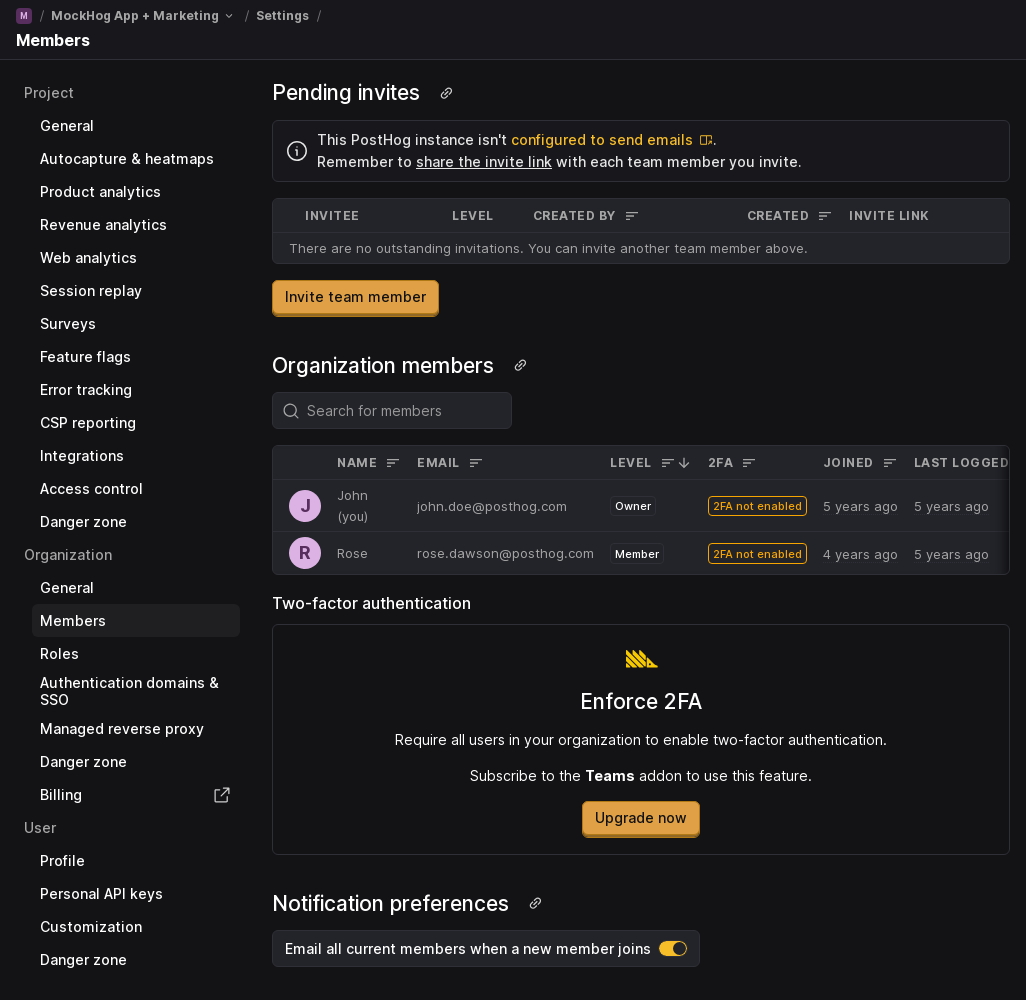 M / MockHog App + Marketing / Settings /
Members
Project
General
Autocapture & heatmaps
Product analytics
Revenue analytics
Web analytics
Session replay
Surveys
Feature flags
Error tracking
CSP reporting
Integrations
Access control
Danger zone
Organization
General
Members
Roles
Authentication domains &
SSO
Managed reverse proxy
Danger zone
Billing
User
Profile
Personal API keys
Customization
Danger zone
Pending invites
This PostHog instance isn't configured to send emails .
Remember to share the invite link with each team member you invite.
INVITEE LEVEL CREATED BY CREATED INVITE LINK
There are no outstanding invitations. You can invite another team member above.
Invite team member
Organization members
Search for members
NAME EMAIL LEVEL 2FA JOINED LAST LOGGED
J John (you) john.doe@posthog.com Owner 2FA not enabled 5 years ago 5 years ago
R Rose rose.dawson@posthog.com Member 2FA not enabled 4 years ago 5 years ago
Two-factor authentication
Enforce 2FA
Require all users in your organization to enable two-factor authentication.
Subscribe to the Teams addon to use this feature.
Upgrade now
Notification preferences
Email all current members when a new member joins